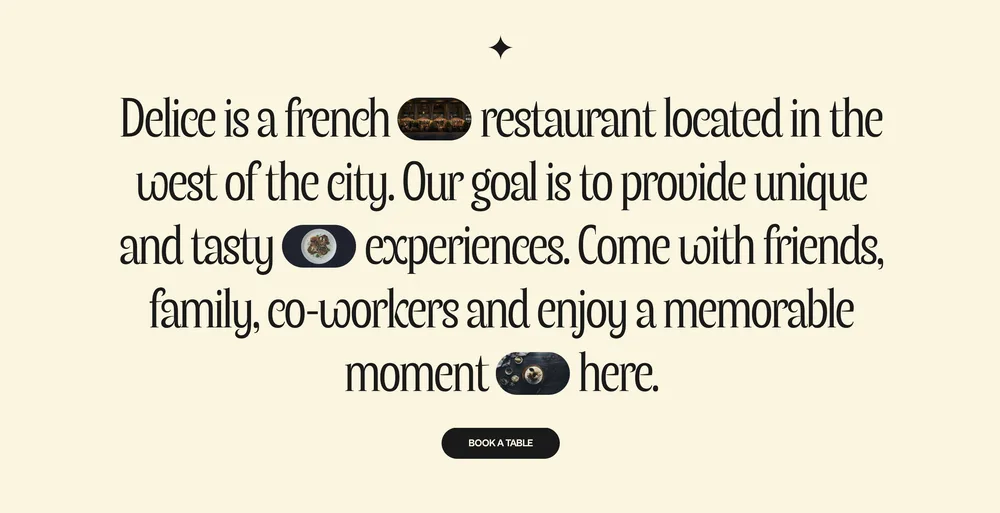 Delice is a french restaurant located in the
west of the city. Our goal is to provide unique
and tasty experiences. Come with friends,
family, co-workers and enjoy a memorable
moment here.
BOOK A TABLE